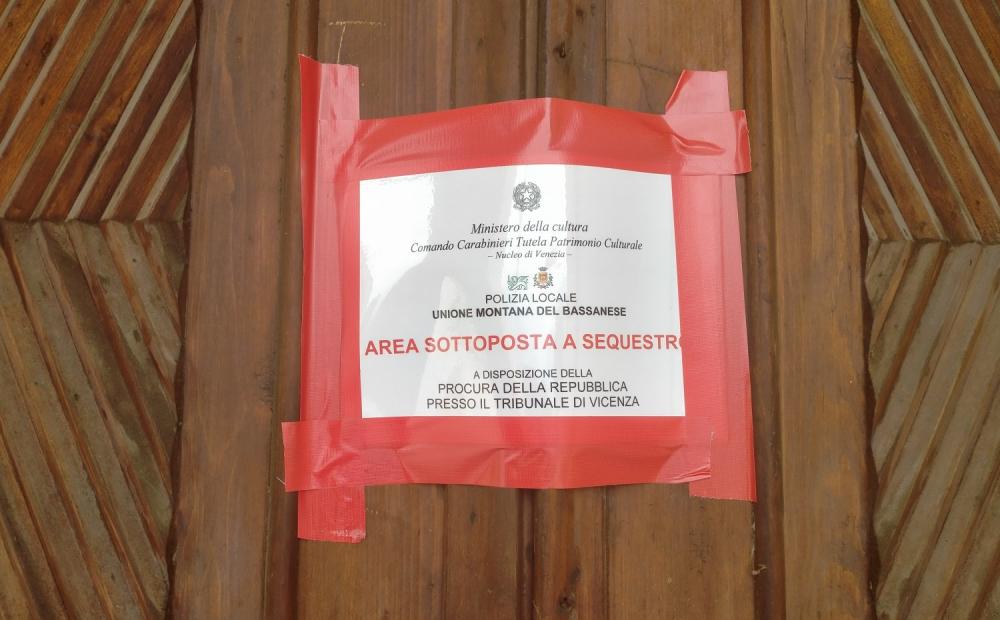 Ministero della cultura
Comando Carabinieri Tutela Patrimonio Culturale
– Nucleo di Venezia –
POLIZIA LOCALE
UNIONE MONTANA DEL BASSANESE
AREA SOTTOPOSTA A SEQUESTRO
A DISPOSIZIONE DELLA
PROCURA DELLA REPUBBLICA
PRESSO IL TRIBUNALE DI VICENZA